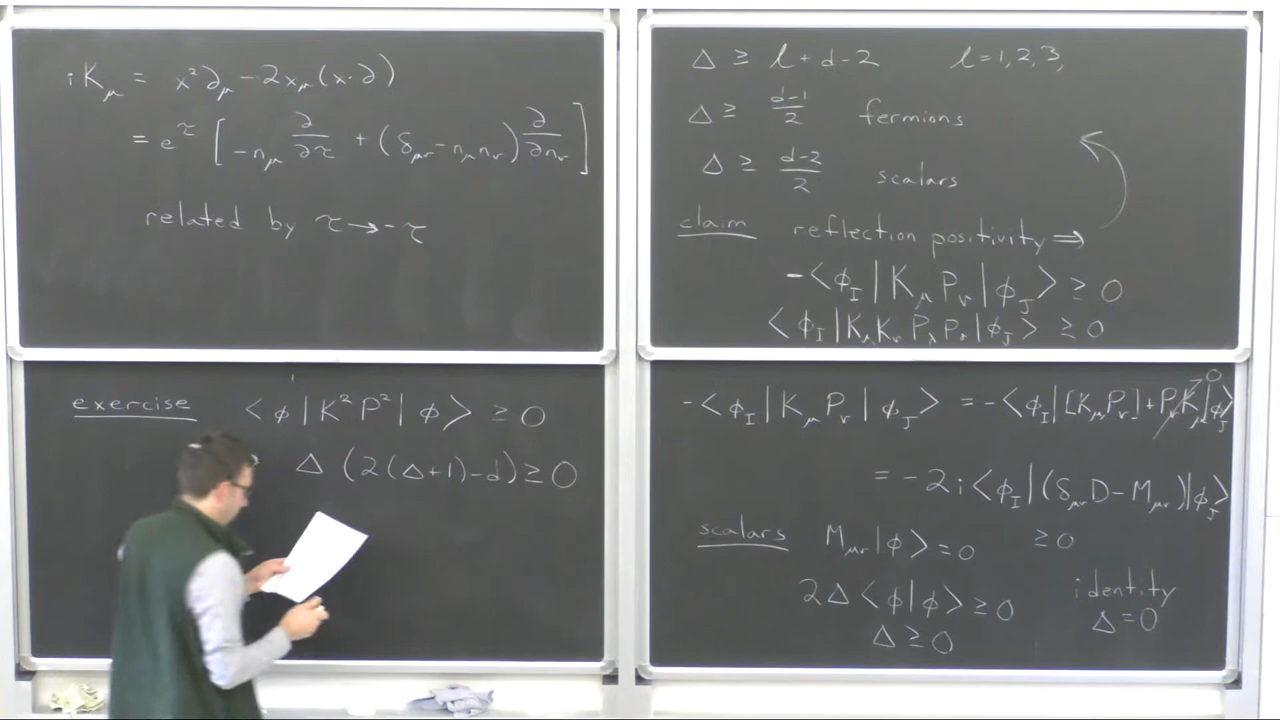 i K_μ = x²∂_μ − 2x_μ(x·∂)
= e^τ [ −n_μ ∂/∂τ + (δ_μν − n_μ n_ν) ∂/∂n_ν ]
related by τ → −τ
exercise ⟨φ|K²P²|φ⟩ ≥ 0
Δ (2(Δ+1)−d) ≥ 0
Δ ≥ ℓ + d − 2 ℓ = 1, 2, 3,
Δ ≥ (d−1)/2 fermions
Δ ≥ (d−2)/2 scalars
claim reflection positivity ⇒
−⟨φ_I|K_μ P_ν|φ_J⟩ ≥ 0
⟨φ_I|K_μ K_ν P_λ P_ρ|φ_J⟩ ≥ 0
−⟨φ_I|K_μ P_ν|φ_J⟩ = −⟨φ_I|[K_μ, P_ν] + P_ν K_μ|φ_J⟩ → 0
= −2i⟨φ_I|(δ_μν D − M_μν)|φ_J⟩
scalars M_μν|φ⟩ = 0 ≥ 0
2Δ⟨φ|φ⟩ ≥ 0 identity
Δ ≥ 0 Δ = 0